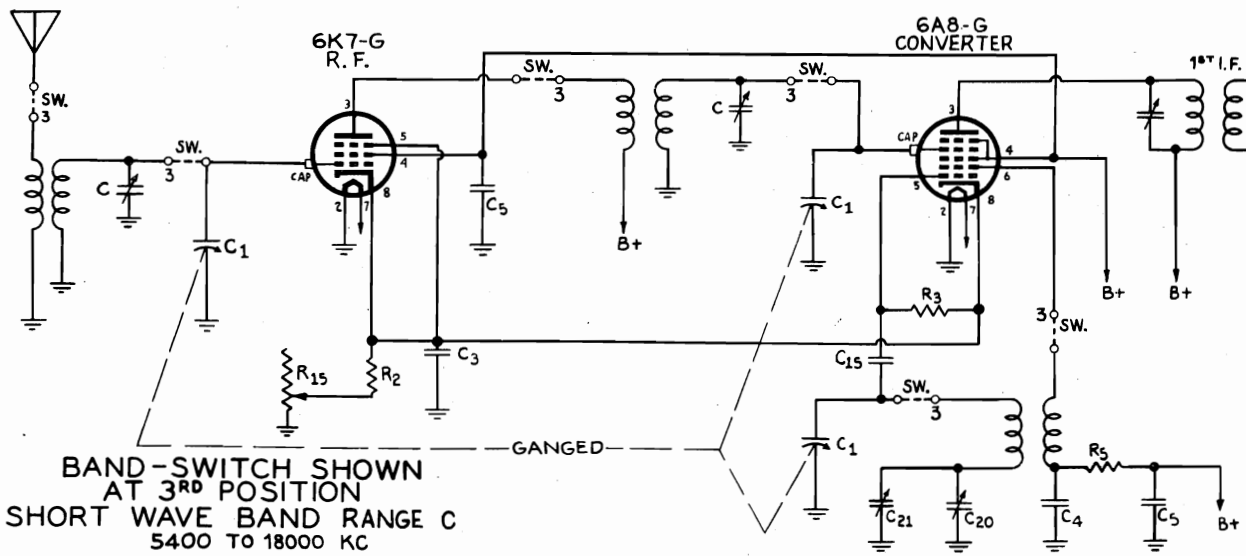 6K7-G
R.F.
6A8-G
CONVERTER
1ST I.F.
SW.
3
SW.
3
SW.
3
SW.
3
C
C
3
5
4
CAP
8
2
7
C5
B+
C1
C1
3
CAP
4
6
5
8
2
7
B+
B+
C1
R3
3
SW.
R15
R2
C3
C15
SW.
3
GANGED
C1
R5
C21
C20
C4
C5
B+
BAND-SWITCH SHOWN
AT 3RD POSITION
SHORT WAVE BAND RANGE C
5400 TO 18000 KC